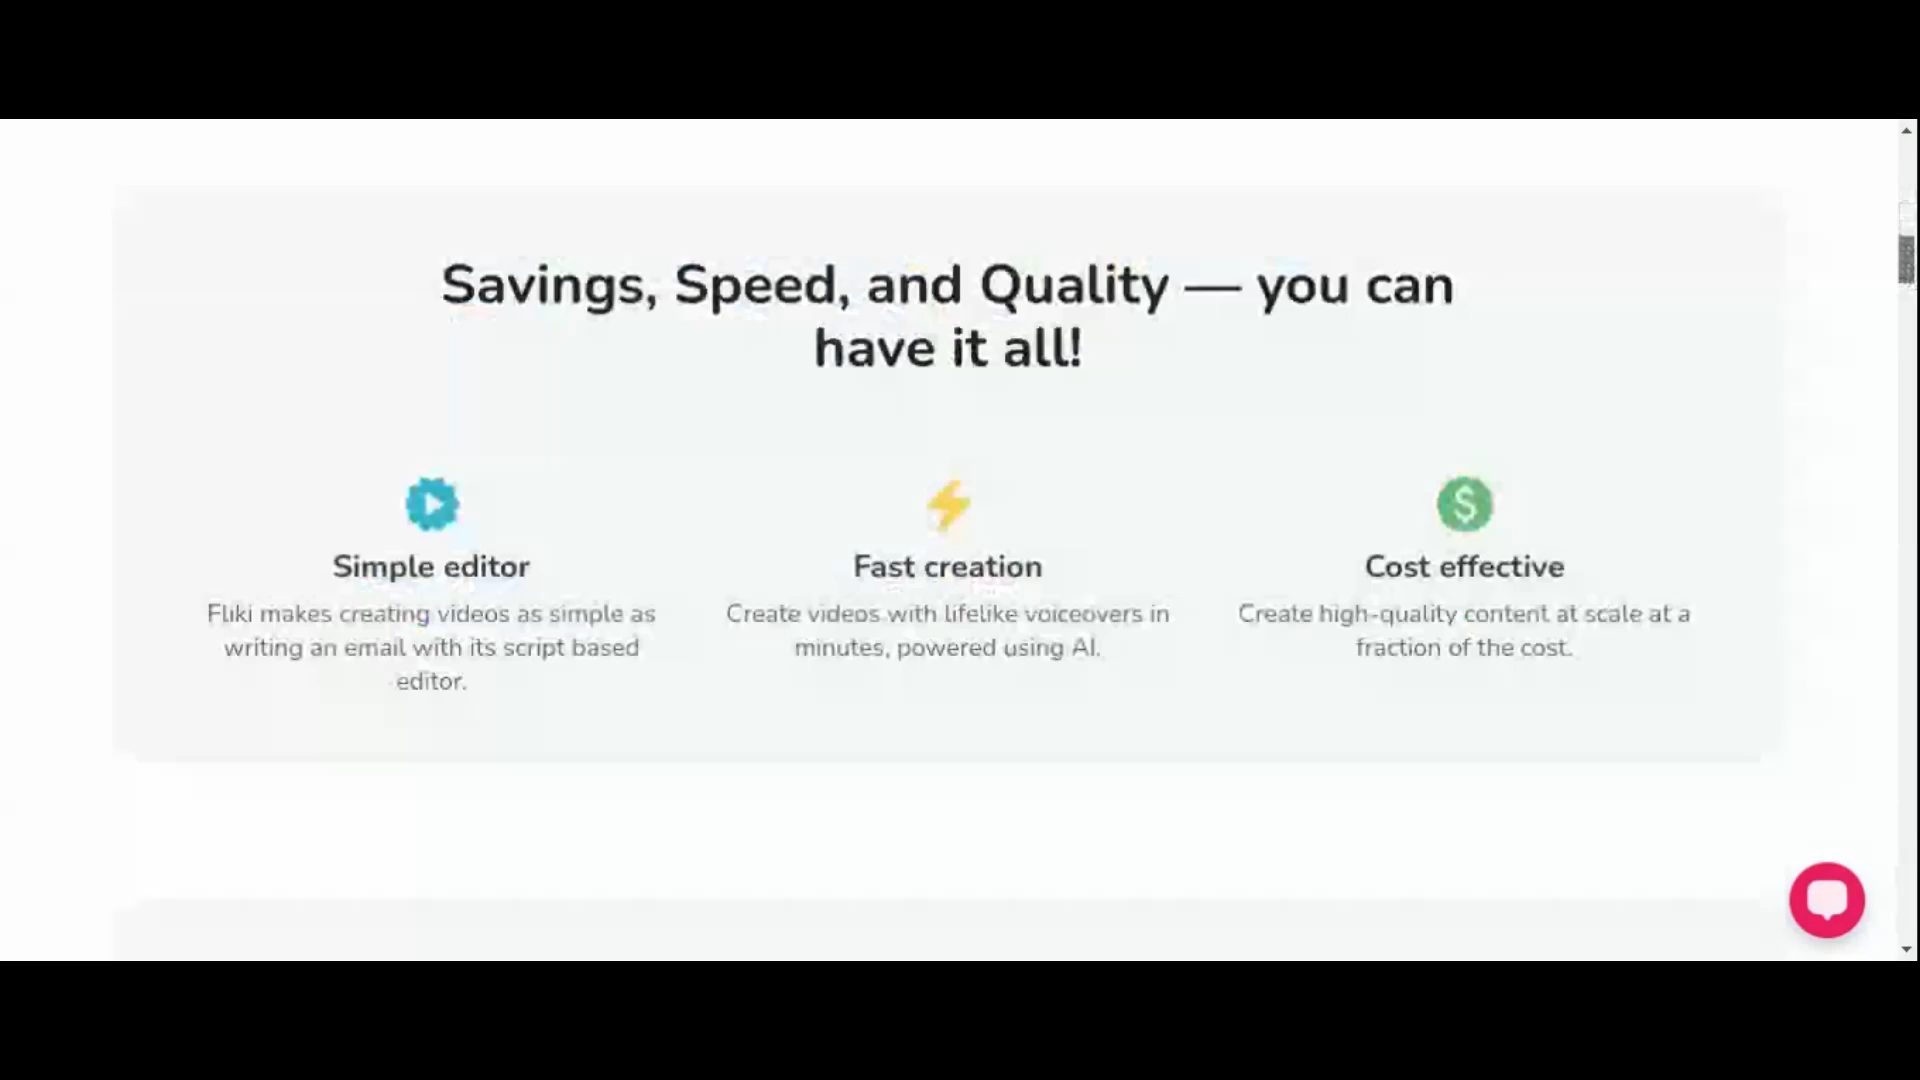 Savings, Speed, and Quality — you can
have it all!
Simple editor
Fliki makes creating videos as simple as
writing an email with its script based
editor.
Fast creation
Create videos with lifelike voiceovers in
minutes, powered using AI.
Cost effective
Create high-quality content at scale at a
fraction of the cost.